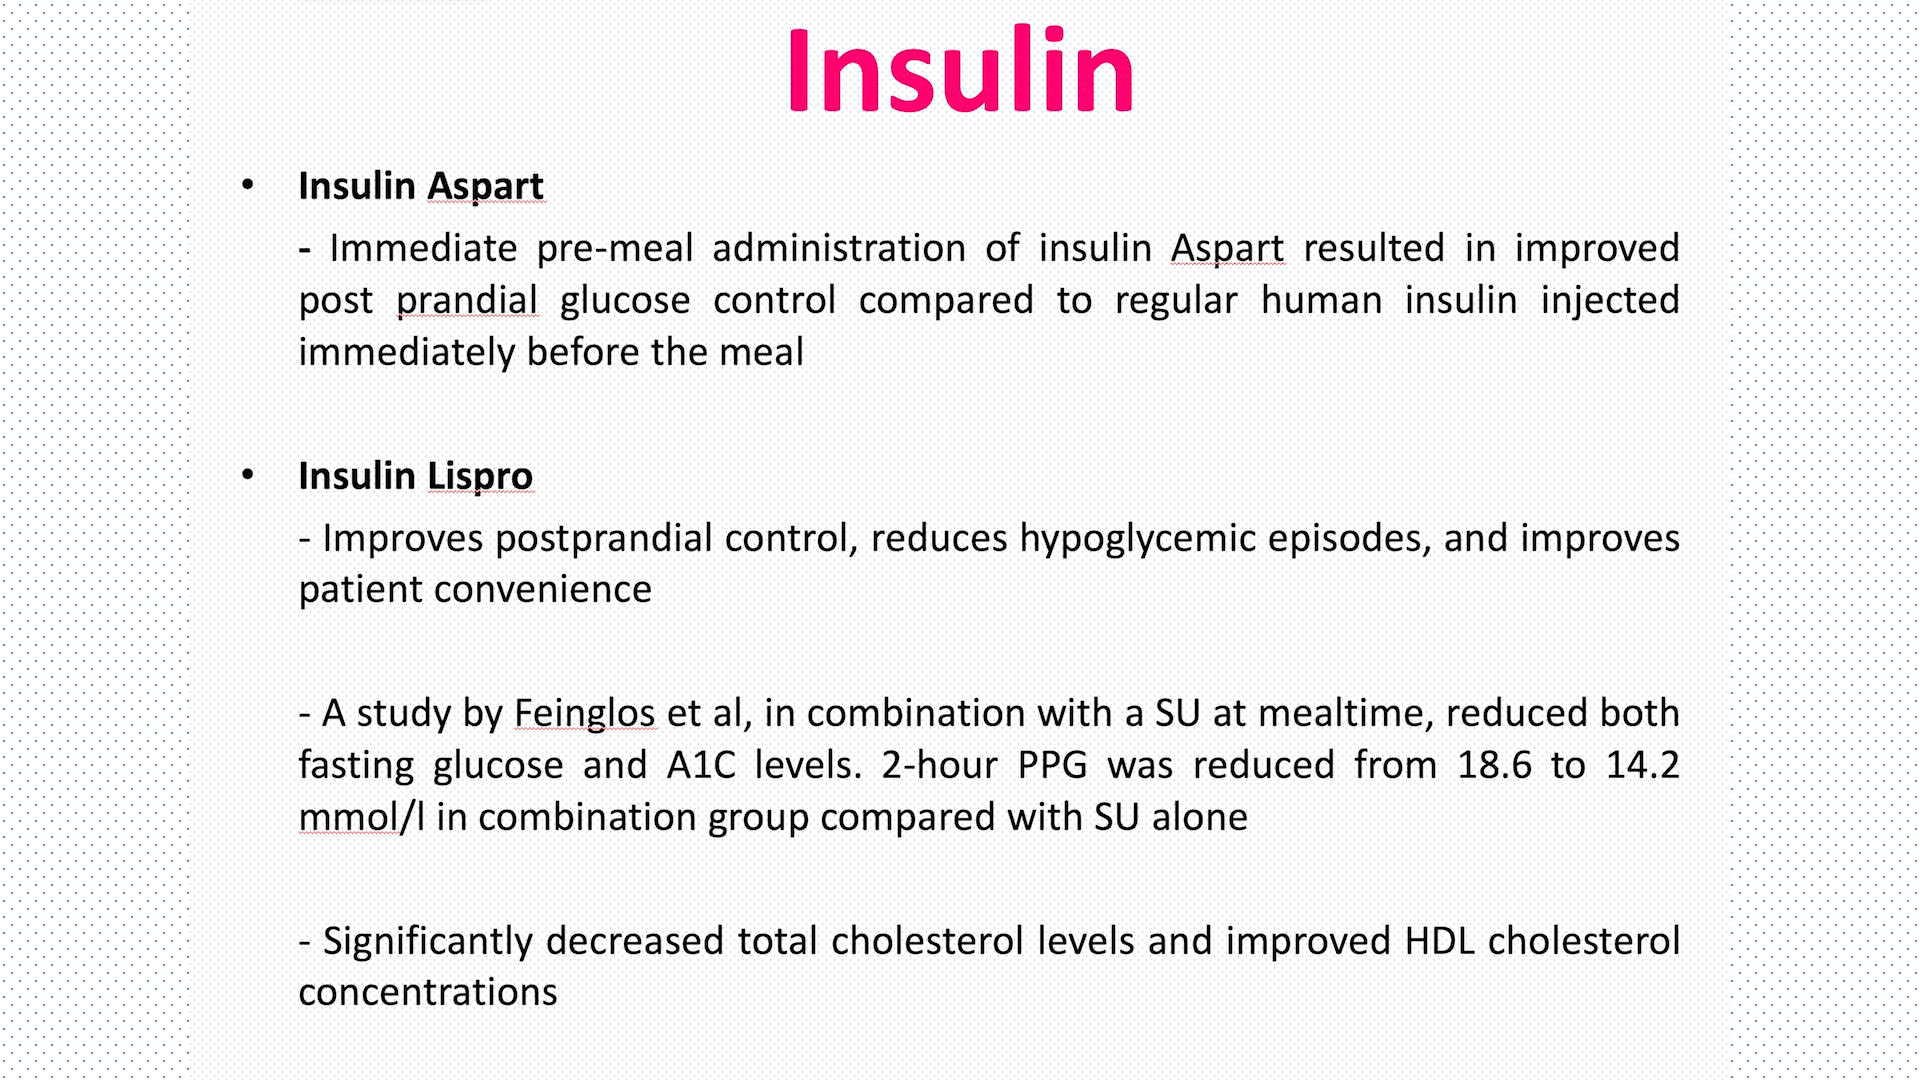 Insulin
• Insulin Aspart
- Immediate pre-meal administration of insulin Aspart resulted in improved
post prandial glucose control compared to regular human insulin injected
immediately before the meal
• Insulin Lispro
- Improves postprandial control, reduces hypoglycemic episodes, and improves
patient convenience
- A study by Feinglos et al, in combination with a SU at mealtime, reduced both
fasting glucose and A1C levels. 2-hour PPG was reduced from 18.6 to 14.2
mmol/l in combination group compared with SU alone
- Significantly decreased total cholesterol levels and improved HDL cholesterol
concentrations